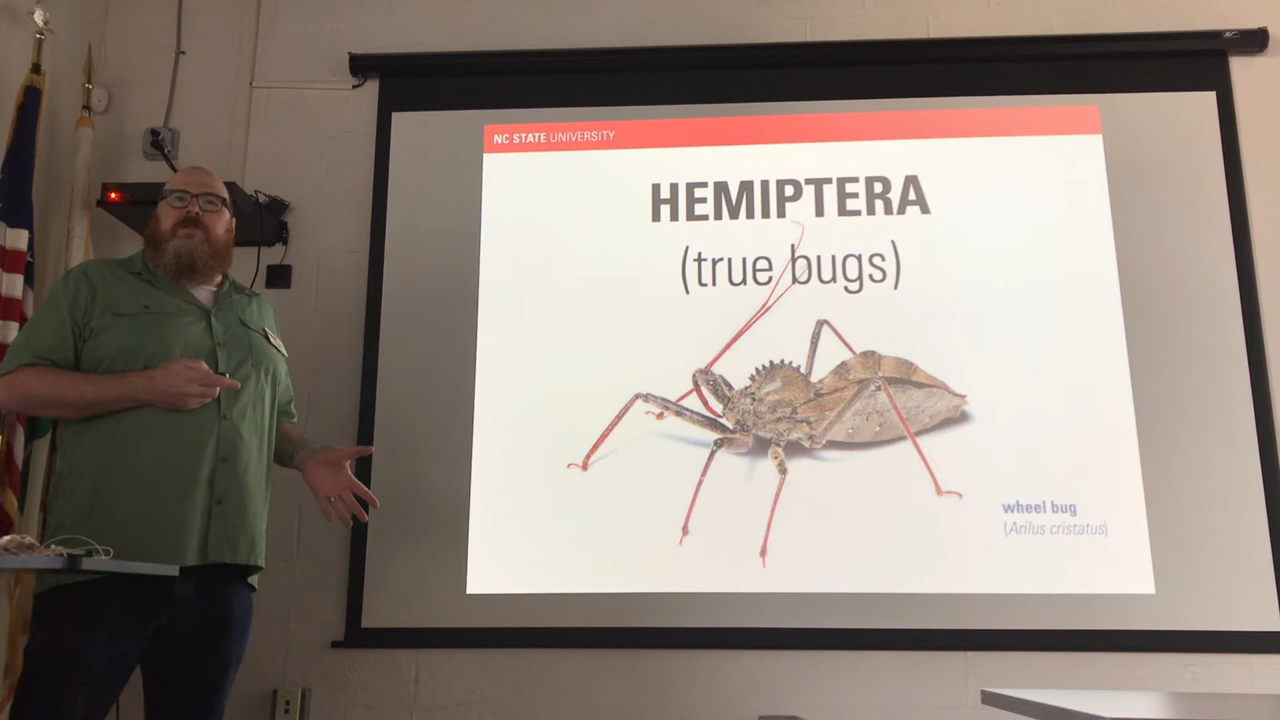 NC STATE UNIVERSITY
HEMIPTERA
(true bugs)
wheel bug
(Arilus cristatus)